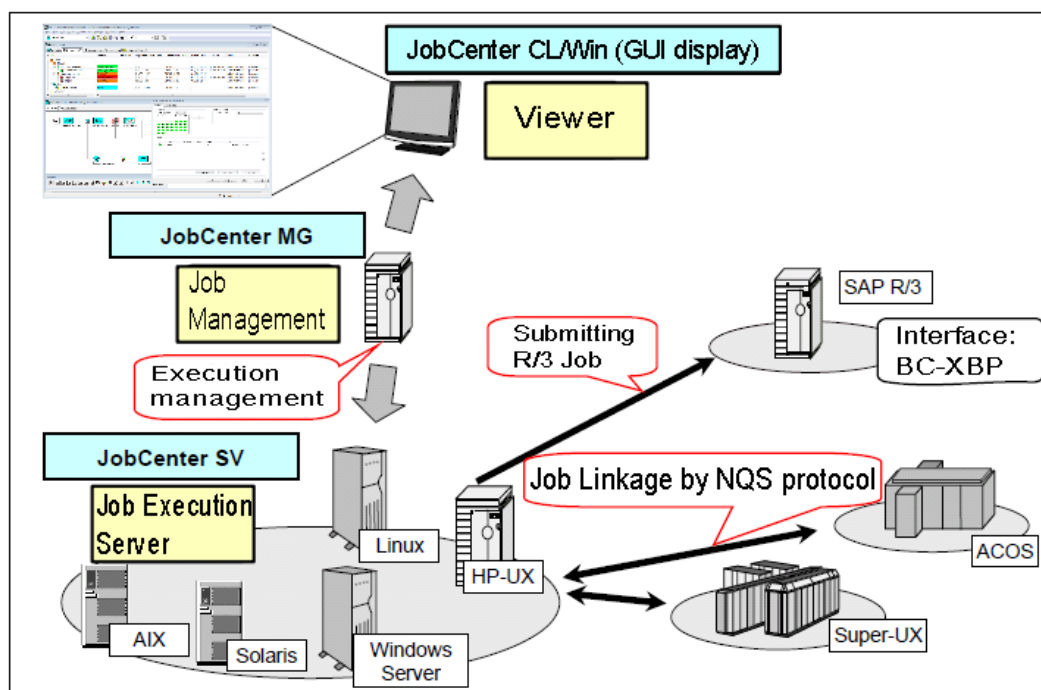 JobCenter CL/Win (GUI display)
Viewer
JobCenter MG
Job
Management
Execution
management
Submitting
R/3 Job
SAP R/3
Interface:
BC-XBP
JobCenter SV
Job Execution
Server
Linux
HP-UX
Job Linkage by NQS protocol
ACOS
AIX
Solaris
Windows
Server
Super-UX